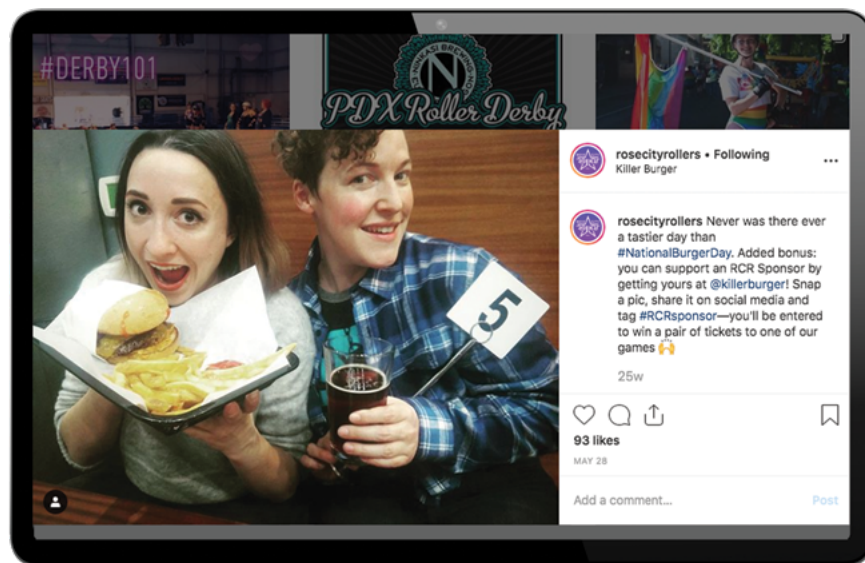 #DERBY101
NINKASI BREWING
N
PDX Roller Derby
5
rosecityrollers • Following
Killer Burger
rosecityrollers Never was there ever
a tastier day than
#NationalBurgerDay. Added bonus:
you can support an RCR Sponsor by
getting yours at @killerburger! Snap
a pic, share it on social media and
tag #RCRsponsor—you'll be entered
to win a pair of tickets to one of our
games 🙌
25w
93 likes
MAY 28
Add a comment...
Post